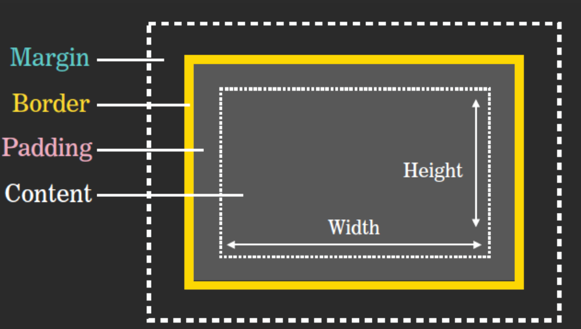 Margin
Border
Padding
Content
Height
Width